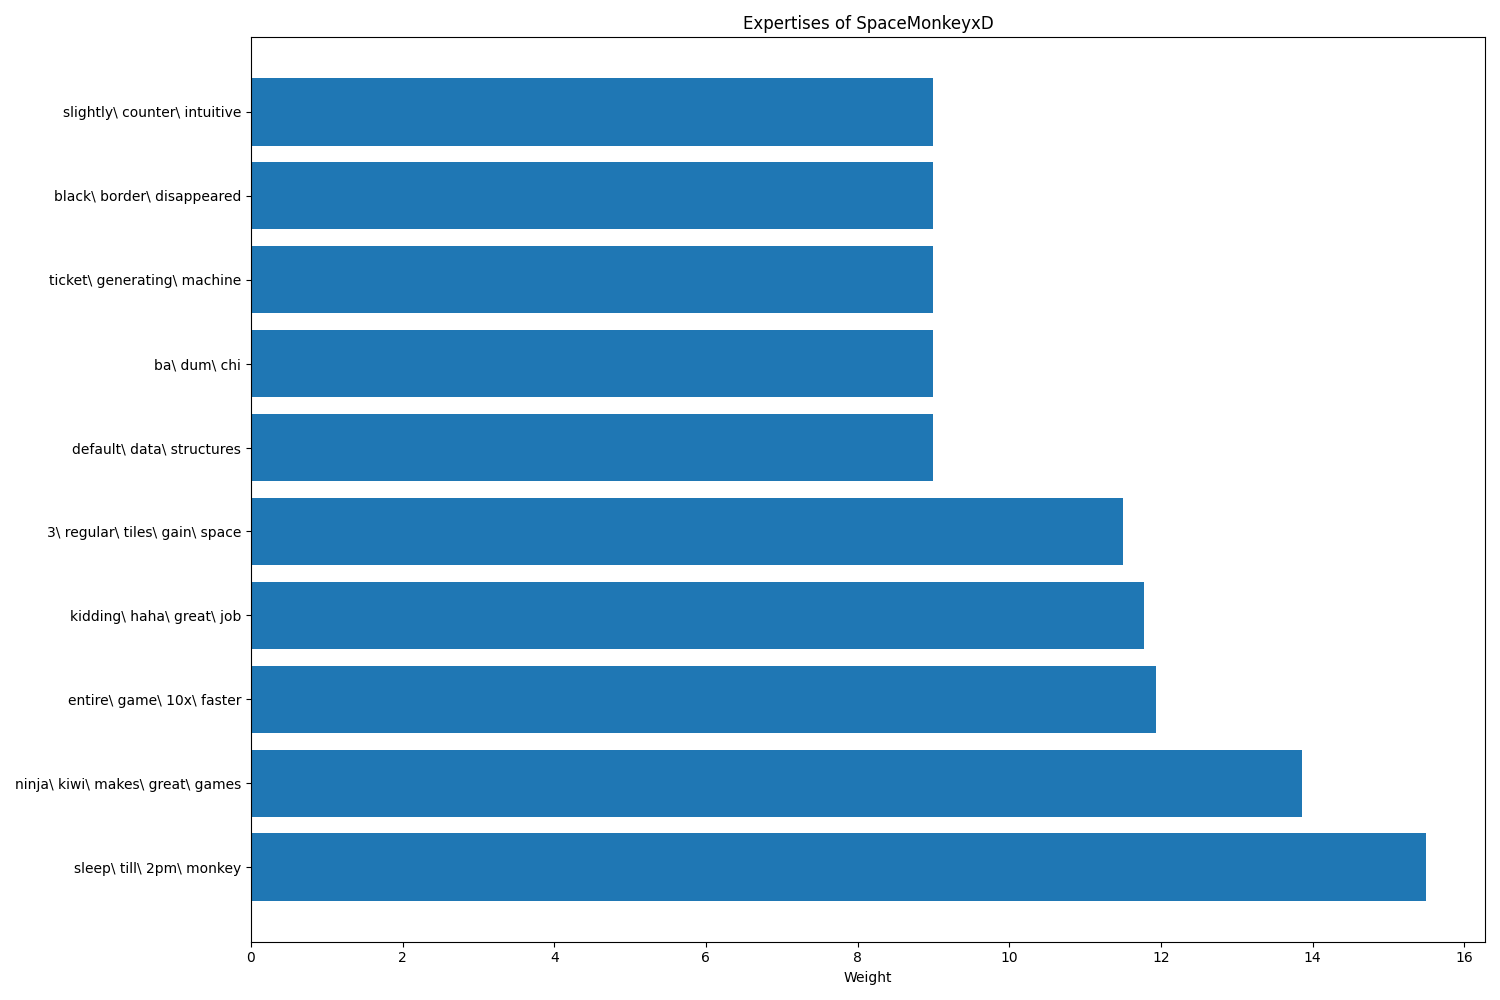 Expertises of SpaceMonkeyxD
slightly\ counter\ intuitive
black\ border\ disappeared
ticket\ generating\ machine
ba\ dum\ chi
default\ data\ structures
3\ regular\ tiles\ gain\ space
kidding\ haha\ great\ job
entire\ game\ 10x\ faster
ninja\ kiwi\ makes\ great\ games
sleep\ till\ 2pm\ monkey
0 2 4 6 8 10 12 14 16
Weight